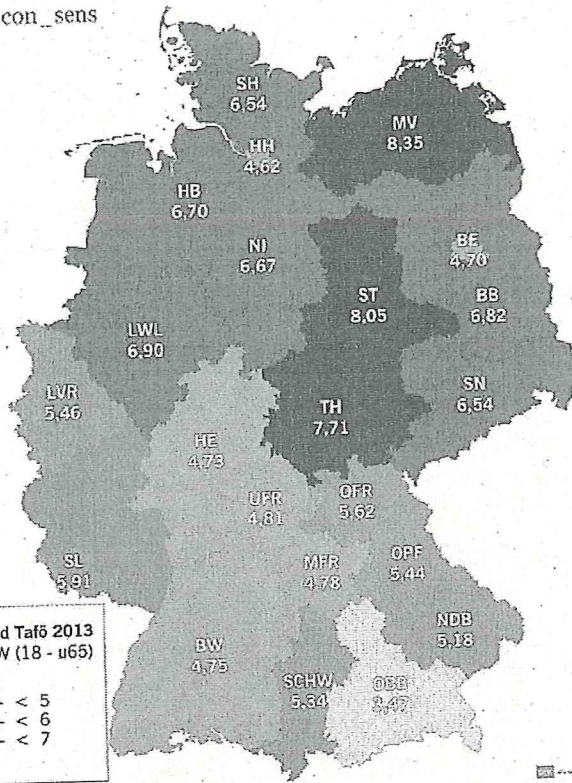 con_sens
SH
6,54
MV
8,35
HH
4,62
HB
6,70
NI
6,67
BE
4,70
ST
8,05
BB
6,82
LWL
6,90
LVR
5,46
SN
6,54
TH
7,71
HE
4,73
UFR
4,81
OFR
5,62
SL
5,91
MFR
4,78
OPF
5,44
NDB
5,18
BW
4,75
SCHW
5,34
OBB
d Tafö 2013
W (18 - u65)
- < 5
- < 6
- < 7